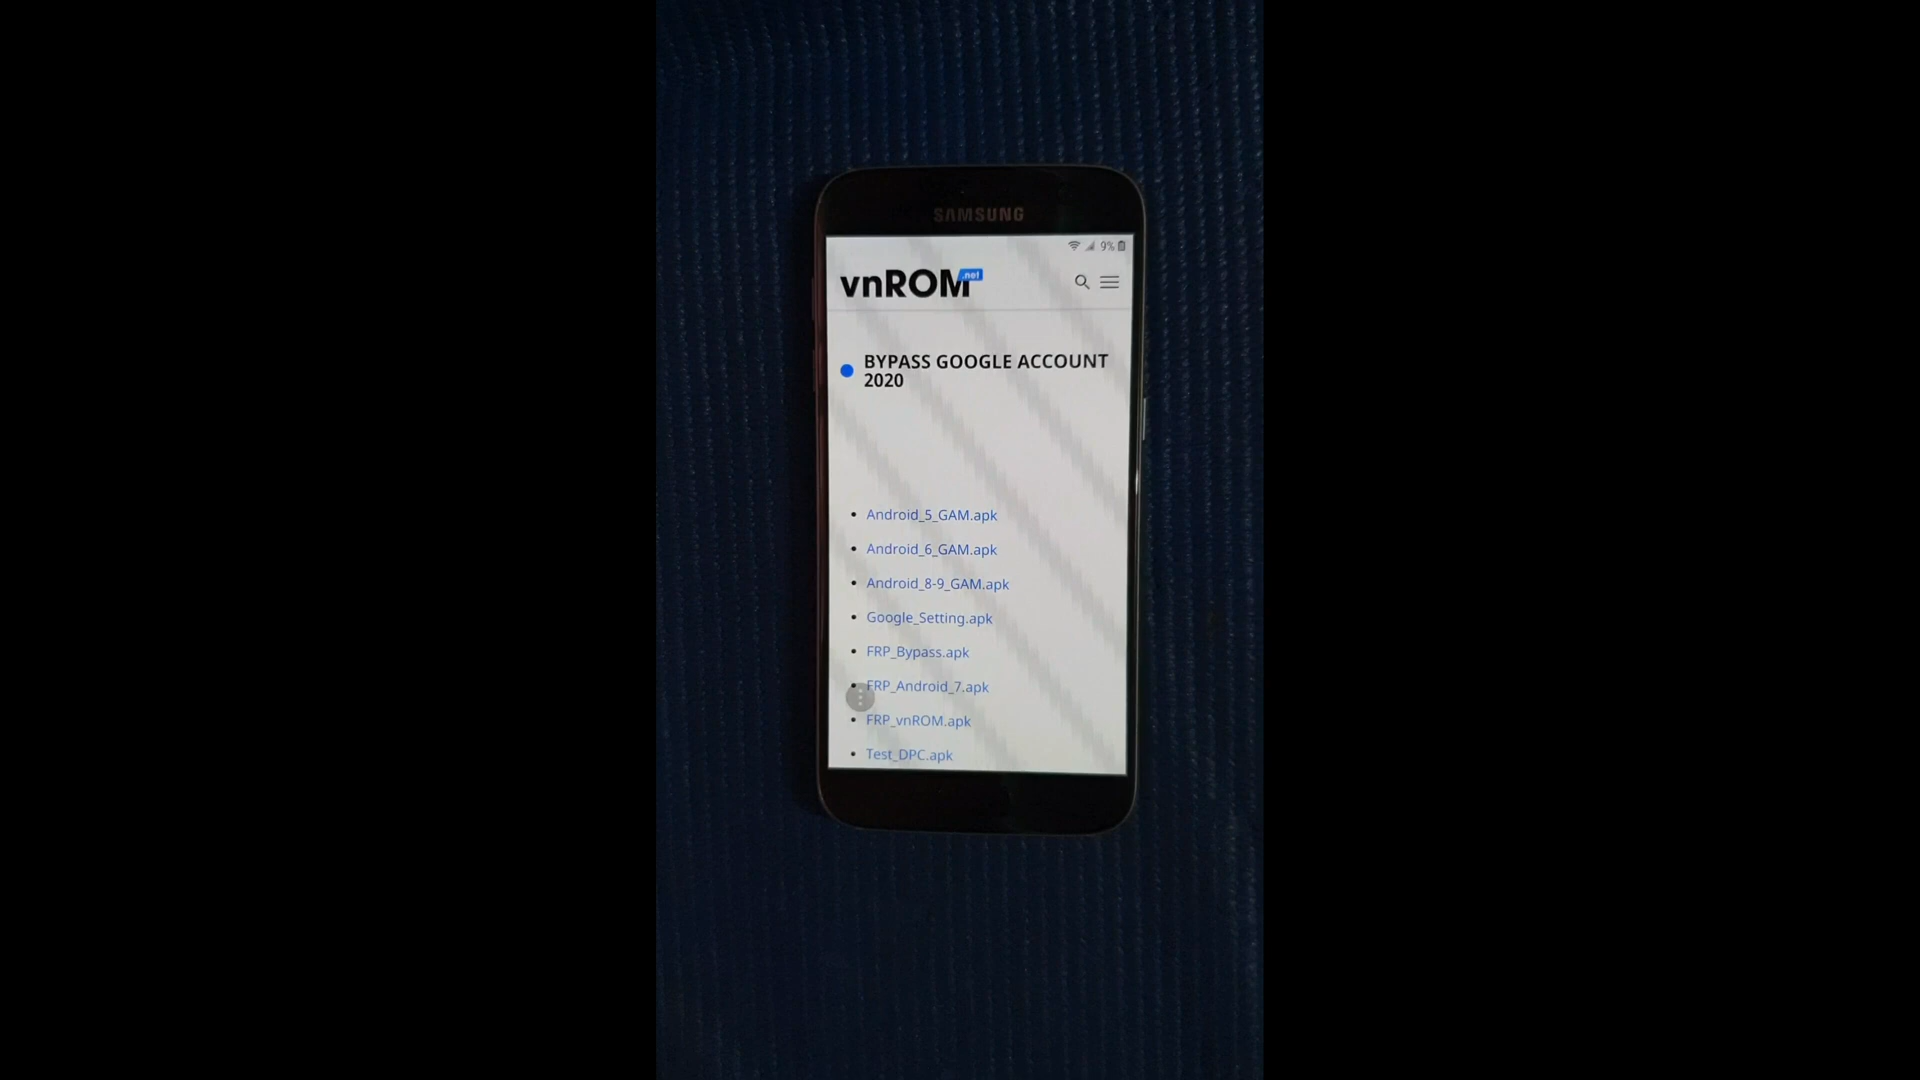 SAMSUNG
9%
vnROM.net
BYPASS GOOGLE ACCOUNT
2020
Android_5_GAM.apk
Android_6_GAM.apk
Android_8-9_GAM.apk
Google_Setting.apk
FRP_Bypass.apk
FRP_Android_7.apk
FRP_vnROM.apk
Test_DPC.apk